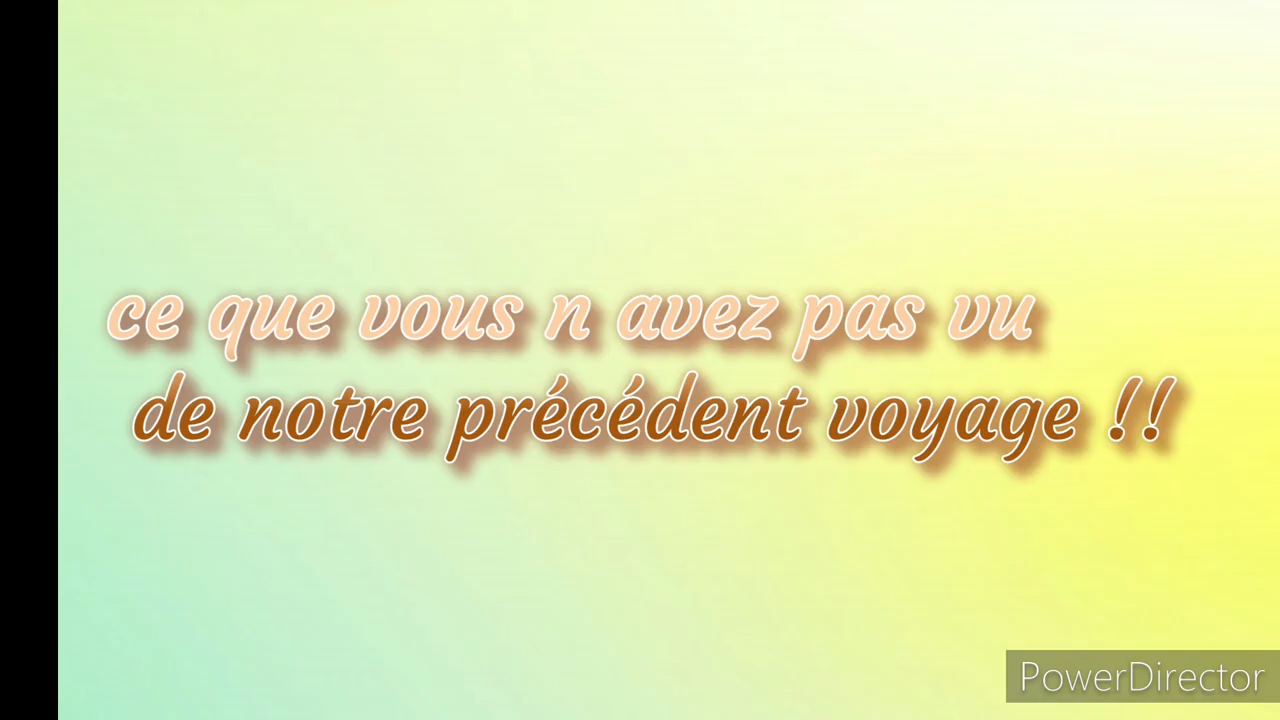 ce que vous n avez pas vu
de notre précédent voyage !!
PowerDirector